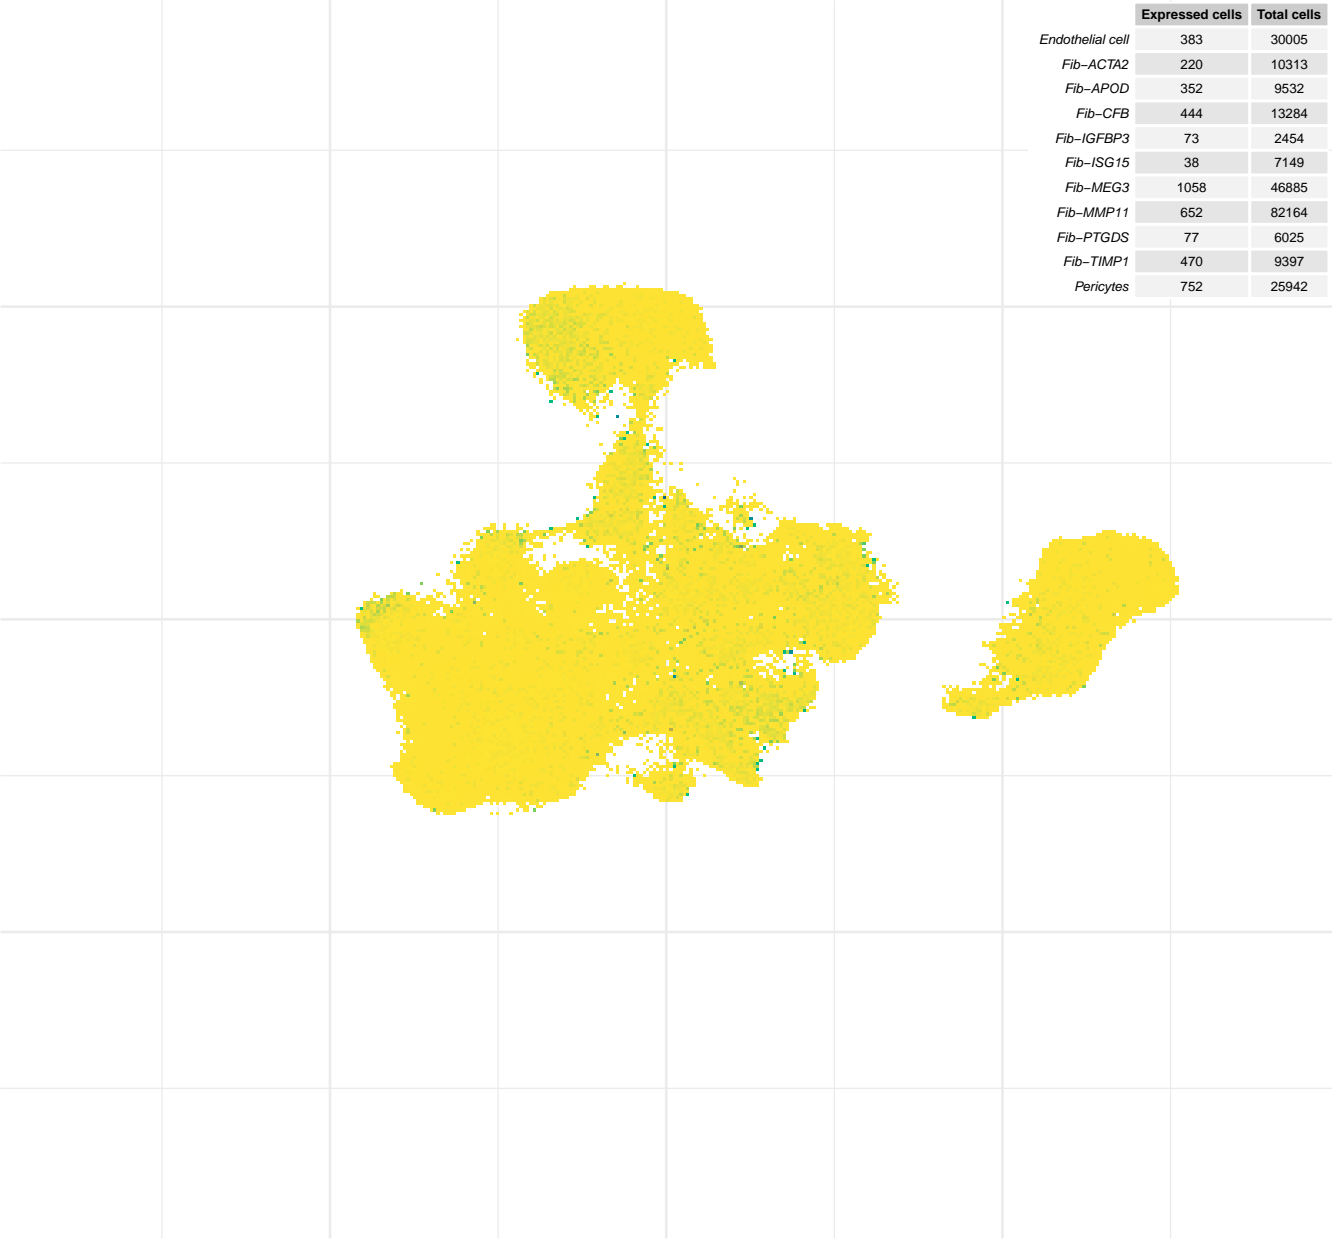 Expressed cells Total cells
Endothelial cell 383 30005
Fib−ACTA2 220 10313
Fib−APOD 352 9532
Fib−CFB 444 13284
Fib−IGFBP3 73 2454
Fib−ISG15 38 7149
Fib−MEG3 1058 46885
Fib−MMP11 652 82164
Fib−PTGDS 77 6025
Fib−TIMP1 470 9397
Pericytes 752 25942